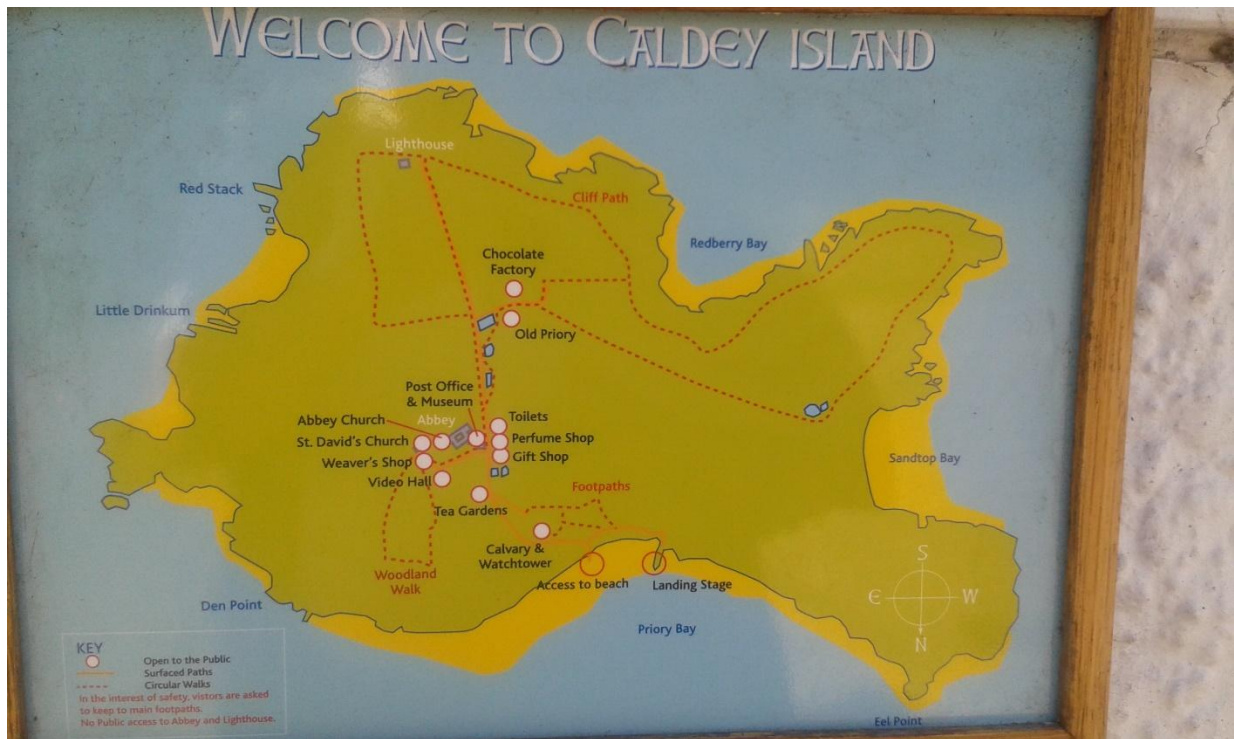 WELCOME TO CALDEY ISLAND
Lighthouse
Red Stack
Cliff Path
Redberry Bay
Chocolate
Factory
Little Drinkum
Old Priory
Post Office
& Museum
Abbey Church
Abbey
Toilets
St. David's Church
Perfume Shop
Weaver's Shop
Gift Shop
Sandtop Bay
Video Hall
Footpaths
Tea Gardens
Calvary &
Watchtower
Woodland
Walk
Access to beach
Landing Stage
S
E
W
N
Den Point
Priory Bay
Eel Point
KEY
Open to the Public
Surfaced Paths
Circular Walks
In the interest of safety, vistors are asked
to keep to main footpaths.
No Public access to Abbey and Lighthouse.